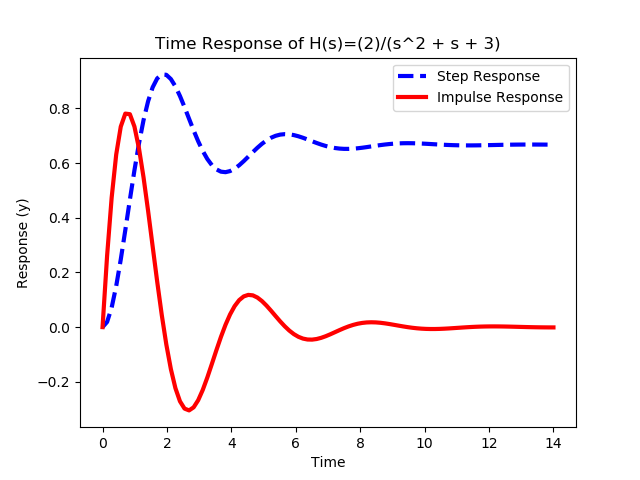 Time Response of H(s)=(2)/(s^2 + s + 3)
Step Response
Impulse Response
Response (y)
0.8
0.6
0.4
0.2
0.0
−0.2
0 2 4 6 8 10 12 14
Time